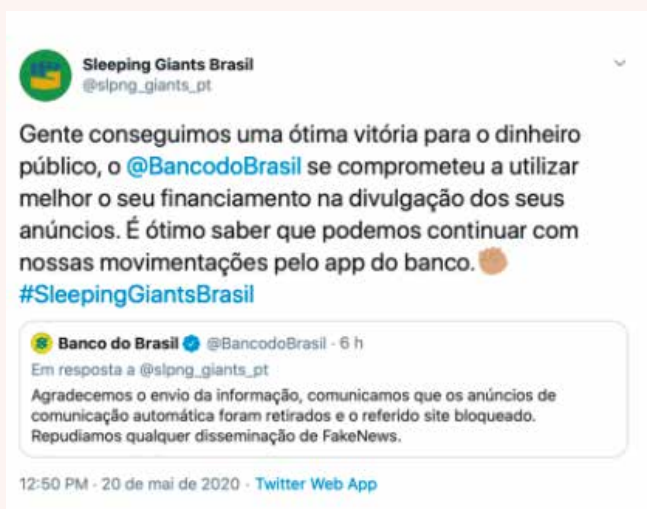 Sleeping Giants Brasil
@slpng_giants_pt
Gente conseguimos uma ótima vitória para o dinheiro
público, o @BancodoBrasil se comprometeu a utilizar
melhor o seu financiamento na divulgação dos seus
anúncios. É ótimo saber que podemos continuar com
nossas movimentações pelo app do banco.✊🏽
#SleepingGiantsBrasil
Banco do Brasil @BancodoBrasil · 6 h
Em resposta a @slpng_giants_pt
Agradecemos o envio da informação, comunicamos que os anúncios de
comunicação automática foram retirados e o referido site bloqueado.
Repudiamos qualquer disseminação de FakeNews.
12:50 PM · 20 de mai de 2020 · Twitter Web App